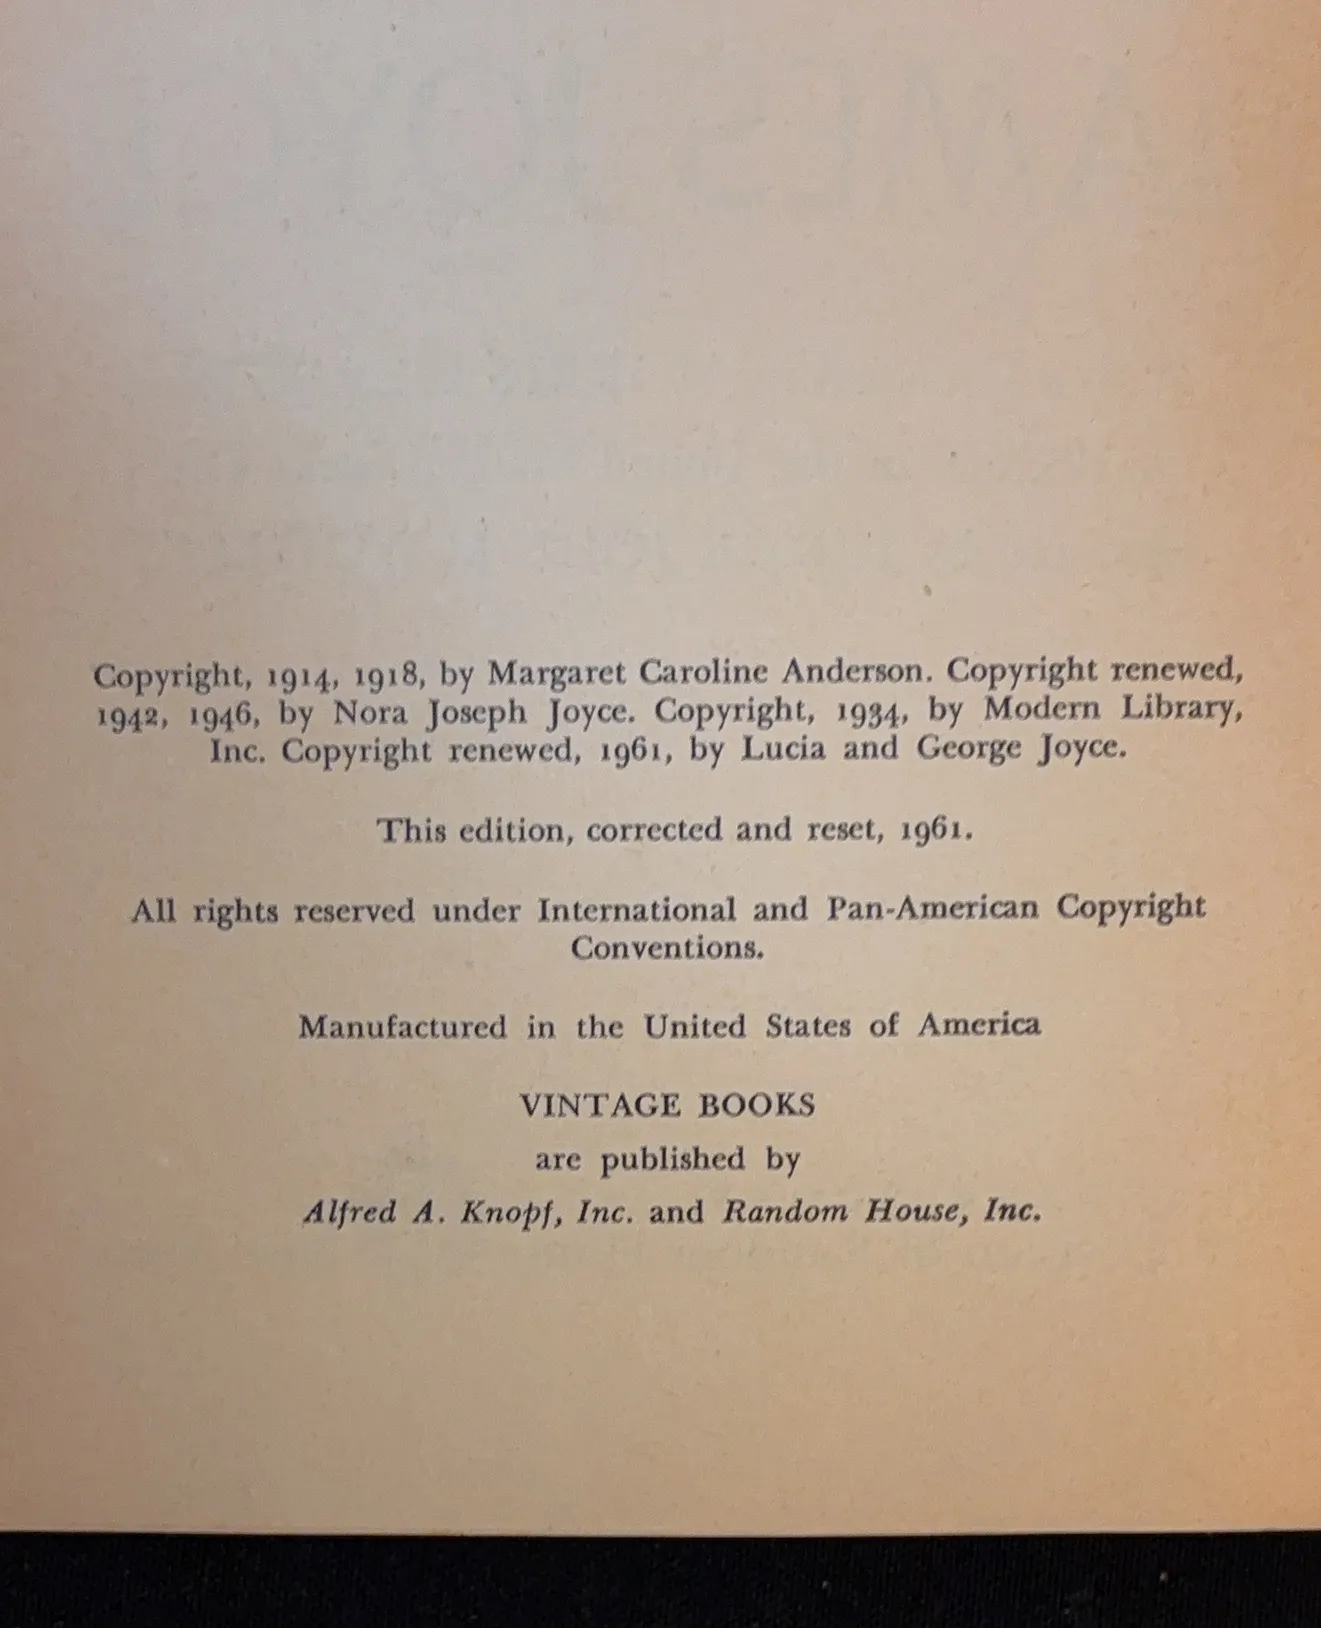 Copyright, 1914, 1918, by Margaret Caroline Anderson. Copyright renewed,
1942, 1946, by Nora Joseph Joyce. Copyright, 1934, by Modern Library,
Inc. Copyright renewed, 1961, by Lucia and George Joyce.
This edition, corrected and reset, 1961.
All rights reserved under International and Pan-American Copyright
Conventions.
Manufactured in the United States of America
VINTAGE BOOKS
are published by
Alfred A. Knopf, Inc. and Random House, Inc.